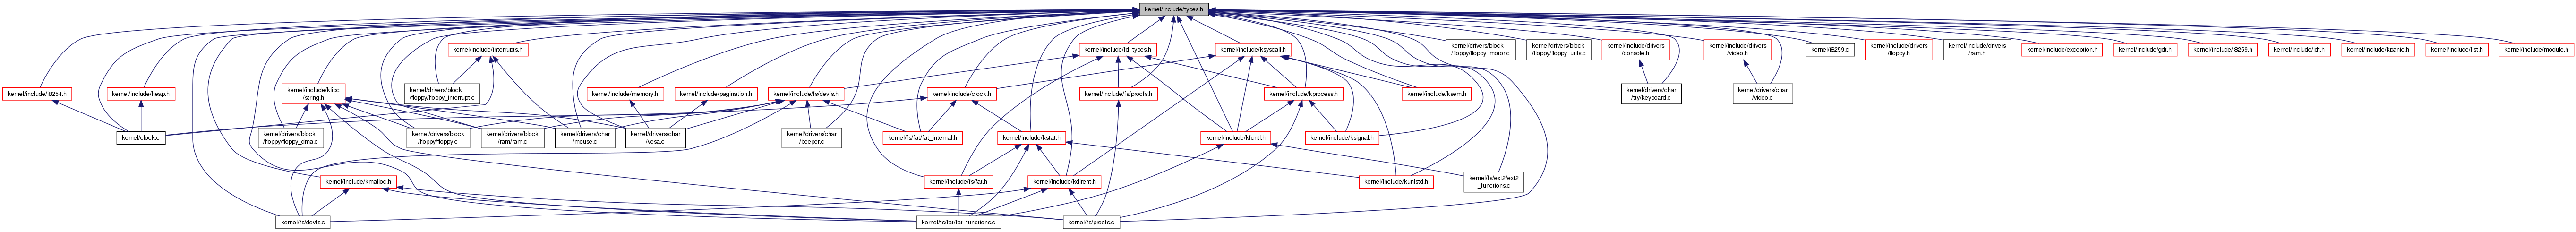 kernel/include/types.h
kernel/include/interrupts.h
kernel/include/fd_types.h
kernel/include/ksyscall.h
kernel/drivers/block
/floppy/floppy_motor.c
kernel/drivers/block
/floppy/floppy_utils.c
kernel/include/drivers
/console.h
kernel/include/drivers
/video.h
kernel/i8259.c
kernel/include/drivers
/floppy.h
kernel/include/drivers
/ram.h
kernel/include/exception.h
kernel/include/gdt.h
kernel/include/i8259.h
kernel/include/idt.h
kernel/include/kpanic.h
kernel/include/list.h
kernel/include/module.h
kernel/include/i8254.h
kernel/include/heap.h
kernel/include/klibc
/string.h
kernel/drivers/block
/floppy/floppy_interrupt.c
kernel/include/memory.h
kernel/include/pagination.h
kernel/include/fs/devfs.h
kernel/include/clock.h
kernel/include/fs/procfs.h
kernel/include/kprocess.h
kernel/include/ksem.h
kernel/drivers/char
/tty/keyboard.c
kernel/drivers/char
/video.c
kernel/clock.c
kernel/drivers/block
/floppy/floppy_dma.c
kernel/drivers/block
/floppy/floppy.c
kernel/drivers/block
/ram/ram.c
kernel/drivers/char
/mouse.c
kernel/drivers/char
/vesa.c
kernel/drivers/char
/beeper.c
kernel/fs/fat/fat_internal.h
kernel/include/kstat.h
kernel/include/kfcntl.h
kernel/include/ksignal.h
kernel/include/kmalloc.h
kernel/include/fs/fat.h
kernel/include/kdirent.h
kernel/include/kunistd.h
kernel/fs/ext2/ext2
_functions.c
kernel/fs/devfs.c
kernel/fs/fat/fat_functions.c
kernel/fs/procfs.c